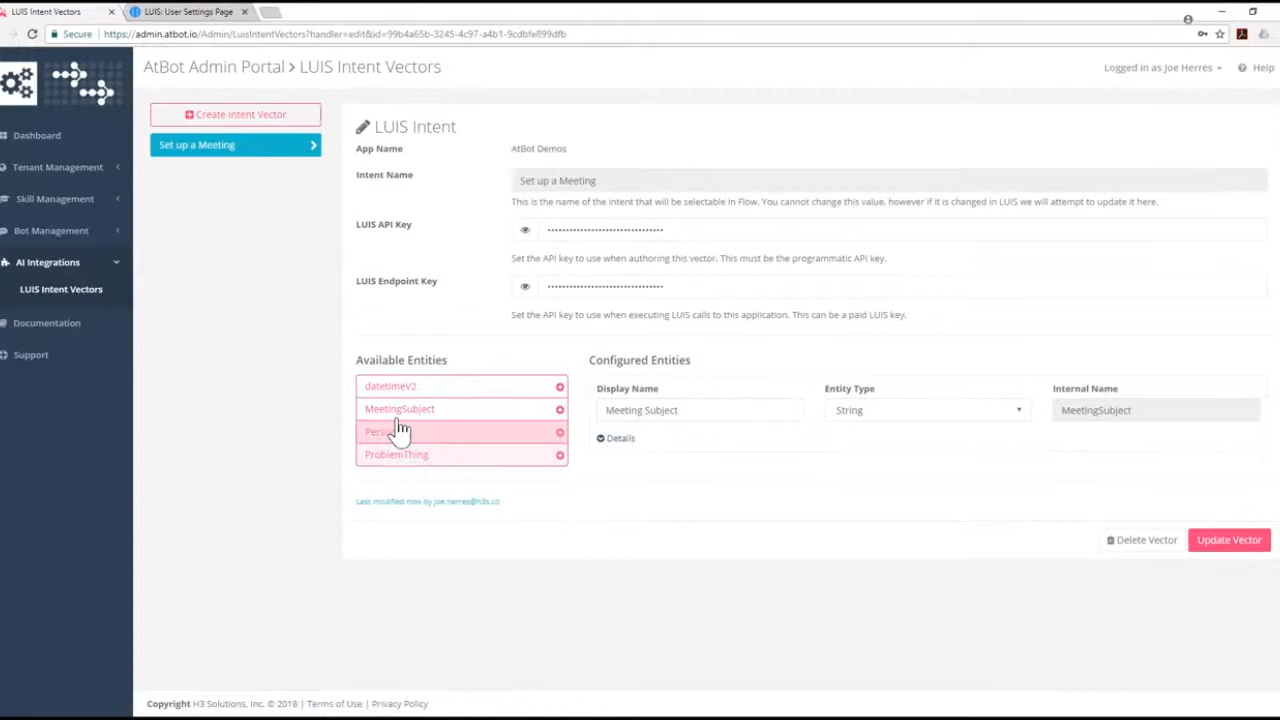 LUIS Intent Vectors
LUIS: User Settings Page
Secure
https://admin.atbot.io/Admin/LuisIntentVectors?handler=edit&id=99b4a65b-3245-4c97-a4b1-9cdbfe899dfb
AtBot Admin Portal > LUIS Intent Vectors
Logged in as Joe Herres
Help
Dashboard
Tenant Management
Skill Management
Bot Management
AI Integrations
LUIS Intent Vectors
Documentation
Support
Create Intent Vector
Set up a Meeting
LUIS Intent
App Name
AtBot Demos
Intent Name
Set up a Meeting
This is the name of the intent that will be selectable in Flow. You cannot change this value, however if it is changed in LUIS we will attempt to update it here.
LUIS API Key
Set the API key to use when authoring this vector. This must be the programmatic API key.
LUIS Endpoint Key
Set the API key to use when executing LUIS calls to this application. This can be a paid LUIS key.
Available Entities
datetimeV2
MeetingSubject
ProblemThing
Configured Entities
Display Name
Entity Type
Internal Name
Meeting Subject
String
MeetingSubject
Details
Last modified now by joe.herres@h3s.co
Delete Vector
Update Vector
Copyright H3 Solutions, Inc. © 2018 | Terms of Use | Privacy Policy